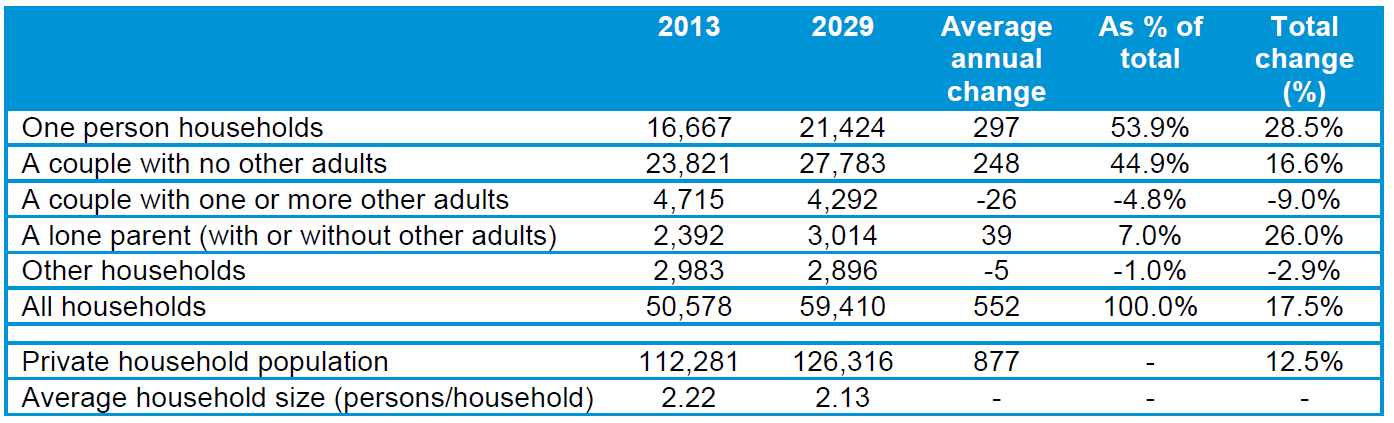 2013 2029 Average annual change As % of total Total change (%)
One person households 16,667 21,424 297 53.9% 28.5%
A couple with no other adults 23,821 27,783 248 44.9% 16.6%
A couple with one or more other adults 4,715 4,292 -26 -4.8% -9.0%
A lone parent (with or without other adults) 2,392 3,014 39 7.0% 26.0%
Other households 2,983 2,896 -5 -1.0% -2.9%
All households 50,578 59,410 552 100.0% 17.5%
Private household population 112,281 126,316 877 - 12.5%
Average household size (persons/household) 2.22 2.13 - - -